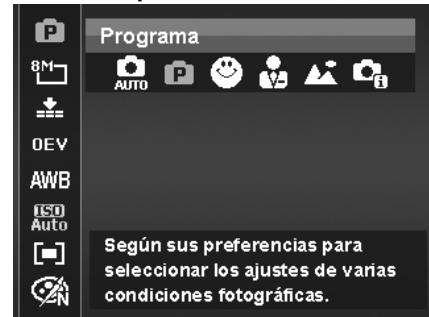 P
Programa
8M
AUTO P
0EV
AWB
ISO
Auto
N
Según sus preferencias para
seleccionar los ajustes de varias
condiciones fotográficas.